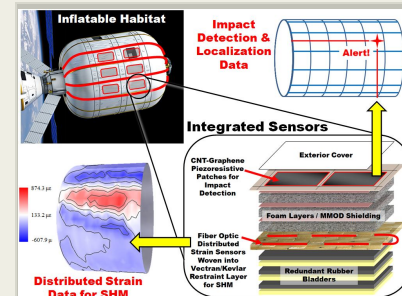 Inflatable Habitat
Impact
Detection &
Localization
Data
Alert!
Integrated Sensors
Exterior Cover
CNT-Graphene
Piezoresistive
Patches for
Impact
Detection
Foam Layers / MMOD Shielding
Fiber Optic
Distributed
Strain
Sensors
Woven into
Vectran/Kevlar
Restraint Layer
for SHM
Redundant Rubber
Bladders
874.3 µε
133.2 µε
-607.9 µ
Distributed Strain
Data for SHM